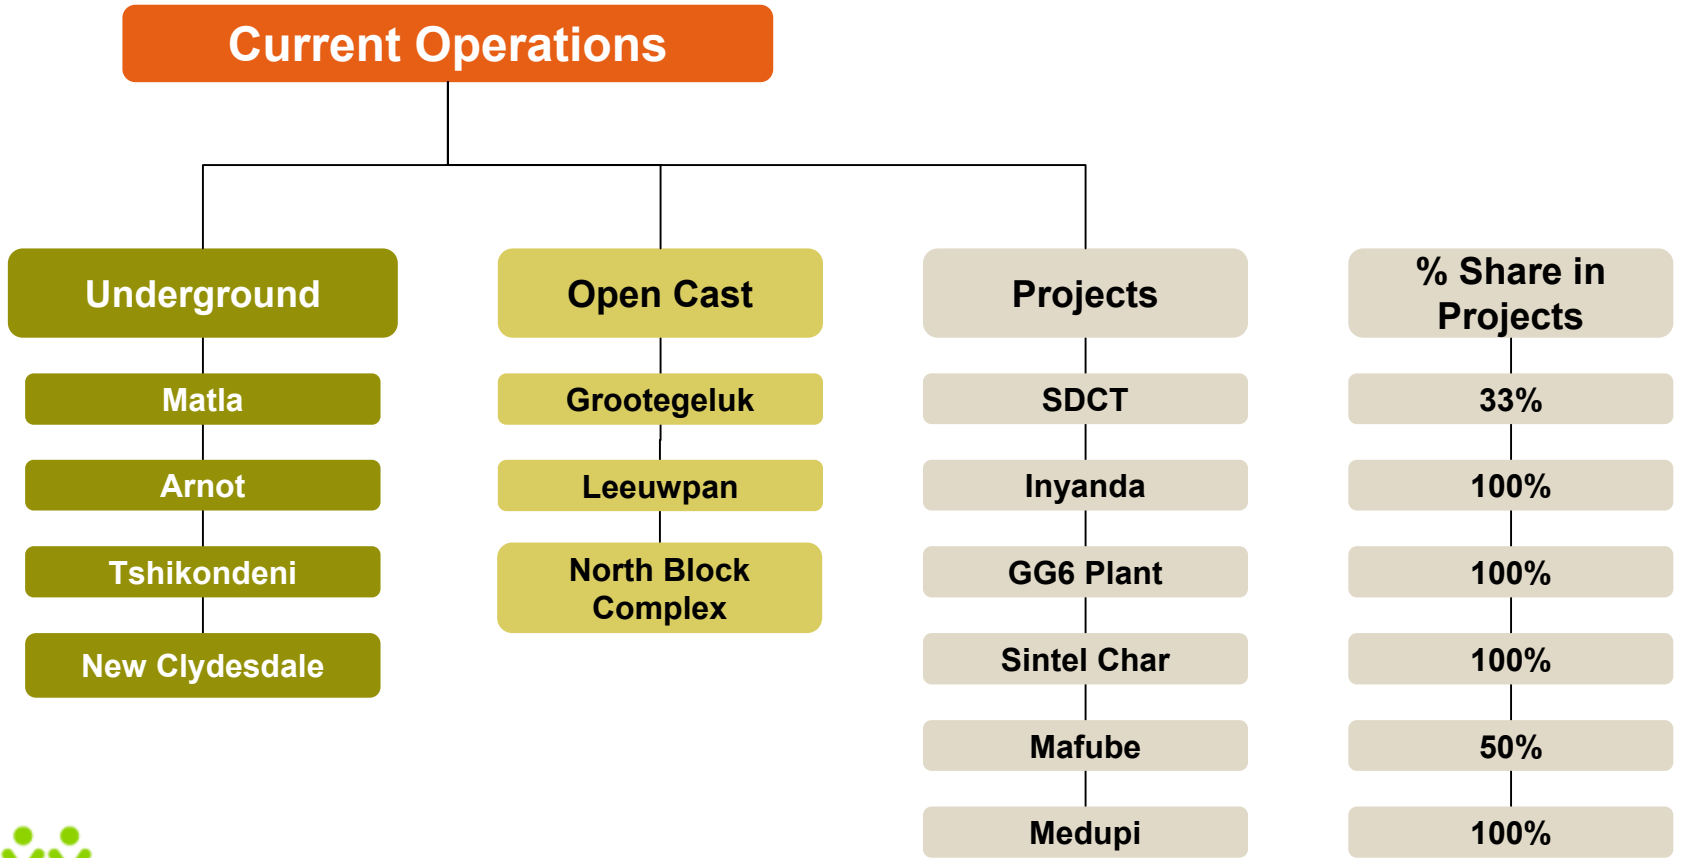 Current Operations
Underground
Matla
Arnot
Tshikondeni
New Clydesdale
Open Cast
Grootegeluk
Leeuwpan
North Block
Complex
Projects
SDCT
Inyanda
GG6 Plant
Sintel Char
Mafube
Medupi
% Share in
Projects
33%
100%
100%
100%
50%
100%